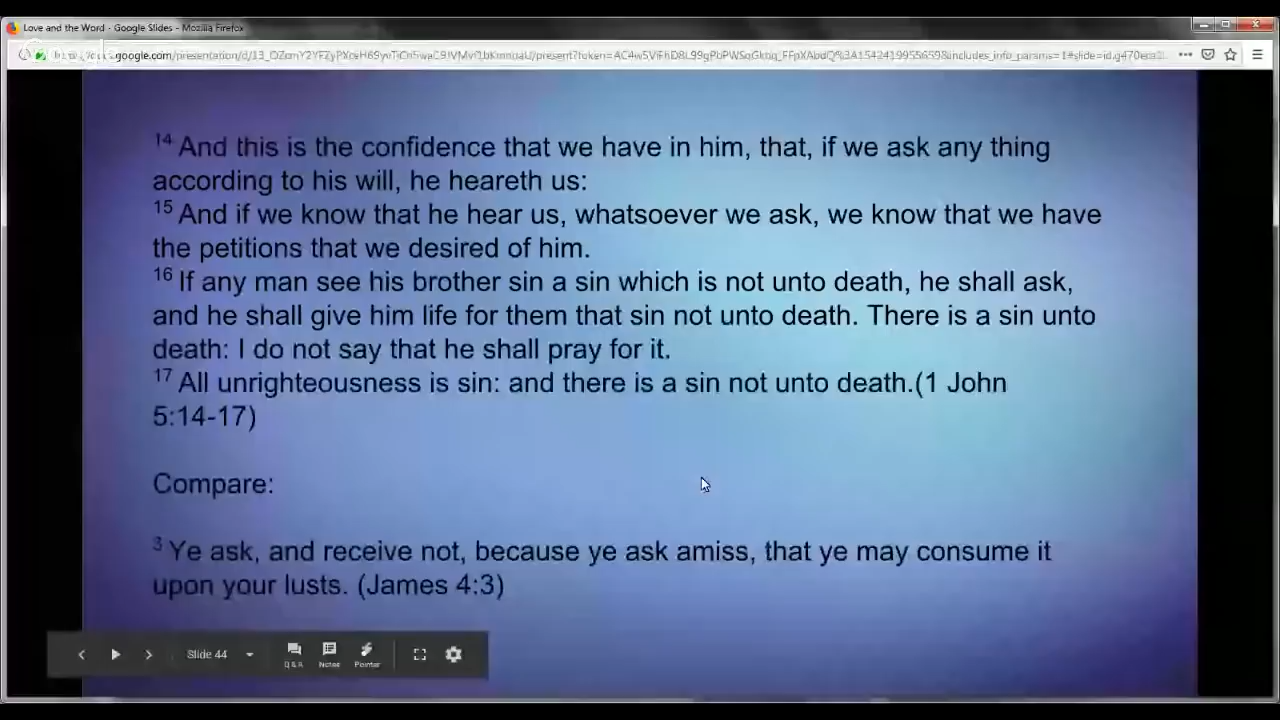 Love and the Word - Google Slides - Mozilla Firefox
14 And this is the confidence that we have in him, that, if we ask any thing
according to his will, he heareth us:
15 And if we know that he hear us, whatsoever we ask, we know that we have
the petitions that we desired of him.
16 If any man see his brother sin a sin which is not unto death, he shall ask,
and he shall give him life for them that sin not unto death. There is a sin unto
death: I do not say that he shall pray for it.
17 All unrighteousness is sin: and there is a sin not unto death.(1 John
5:14-17)
Compare:
3 Ye ask, and receive not, because ye ask amiss, that ye may consume it
upon your lusts. (James 4:3)
Slide 44
Q & A Notes Pointer